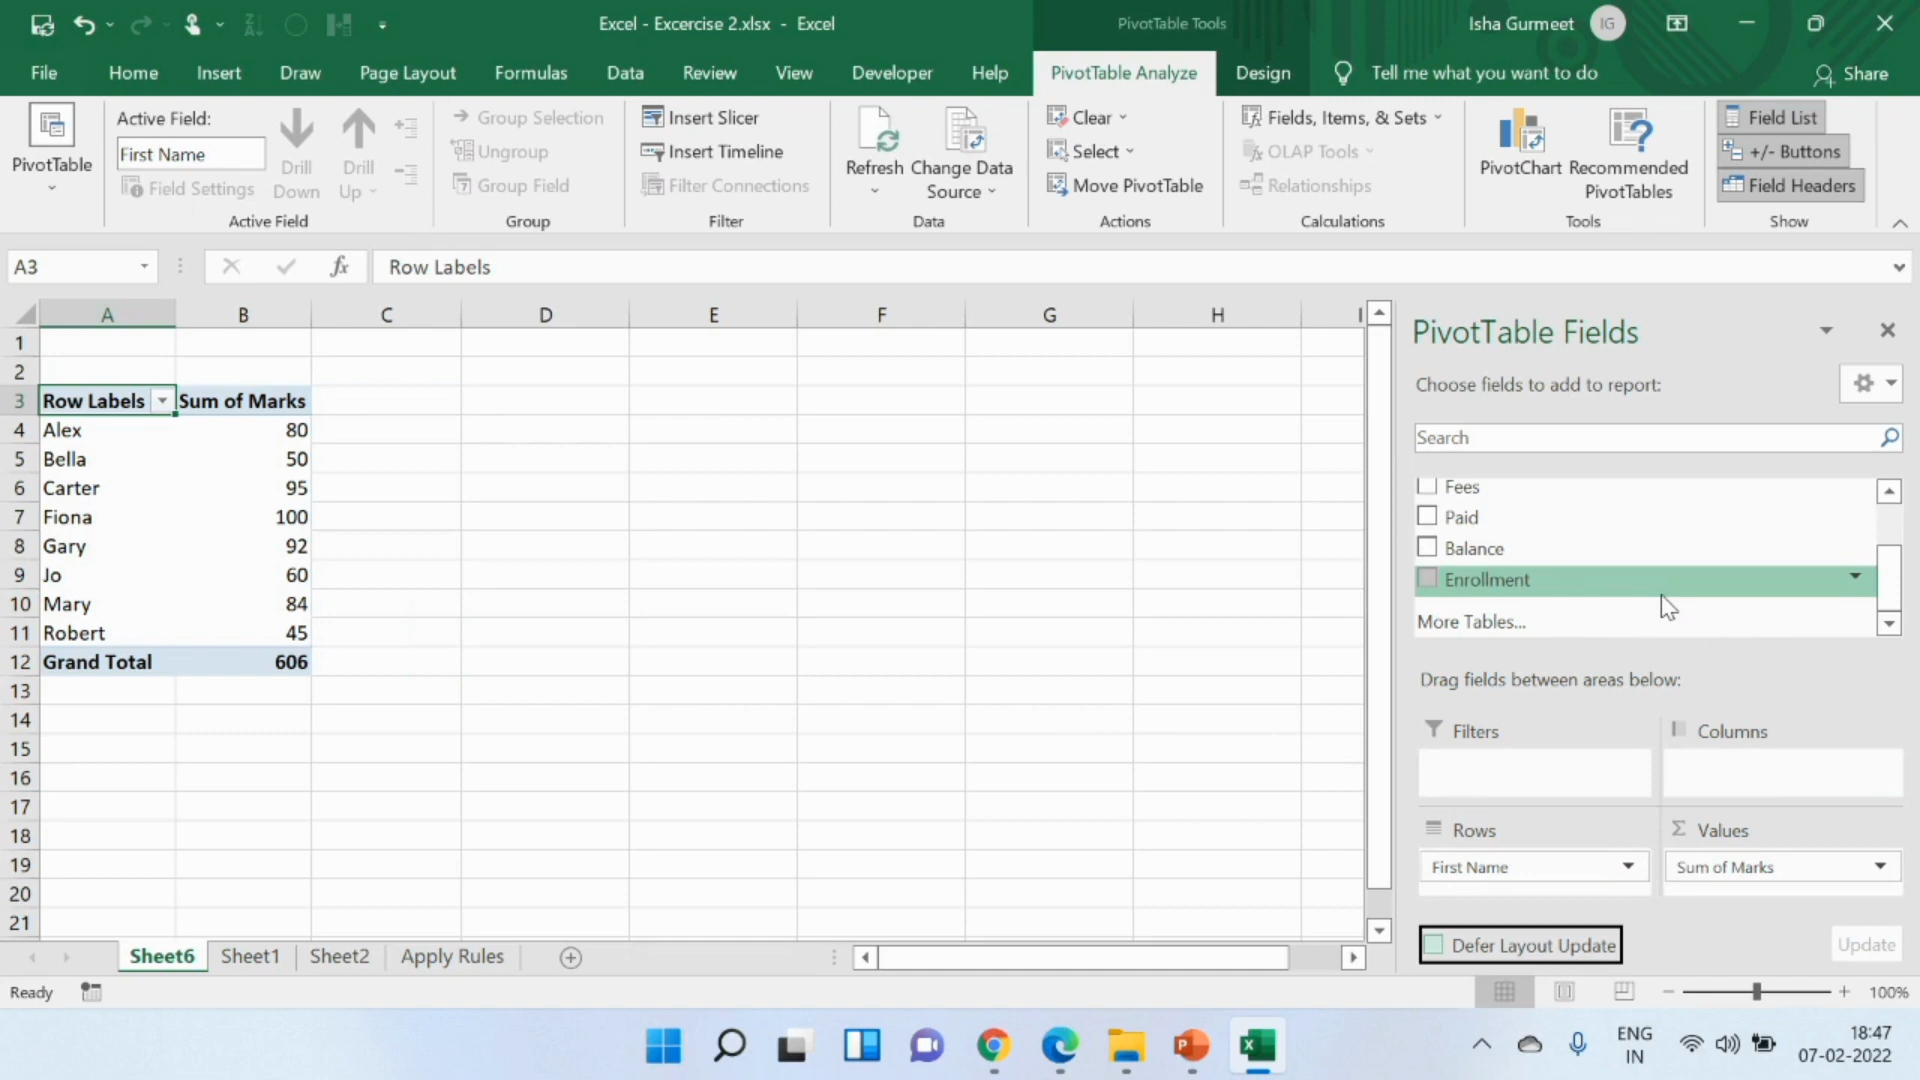 Excel - Excercise 2.xlsx - Excel
PivotTable Tools
Isha Gurmeet
IG
File Home Insert Draw Page Layout Formulas Data Review View Developer Help PivotTable Analyze Design Tell me what you want to do Share
PivotTable
Active Field:
First Name
Field Settings
Drill Down
Drill Up
Active Field
Group Selection
Ungroup
Group Field
Group
Insert Slicer
Insert Timeline
Filter Connections
Filter
Refresh
Change Data Source
Data
Clear
Select
Move PivotTable
Actions
Fields, Items, & Sets
OLAP Tools
Relationships
Calculations
PivotChart
Recommended PivotTables
Tools
Field List
+/- Buttons
Field Headers
Show
A3
fx
Row Labels
A B C D E F G H I
1
2
3 Row Labels Sum of Marks
4 Alex 80
5 Bella 50
6 Carter 95
7 Fiona 100
8 Gary 92
9 Jo 60
10 Mary 84
11 Robert 45
12 Grand Total 606
13
14
15
16
17
18
19
20
21
PivotTable Fields
Choose fields to add to report:
Search
Fees
Paid
Balance
Enrollment
More Tables...
Drag fields between areas below:
Filters
Columns
Rows
Σ Values
First Name
Sum of Marks
Defer Layout Update
Update
Sheet6 Sheet1 Sheet2 Apply Rules
Ready
100%
ENG
IN
18:47
07-02-2022